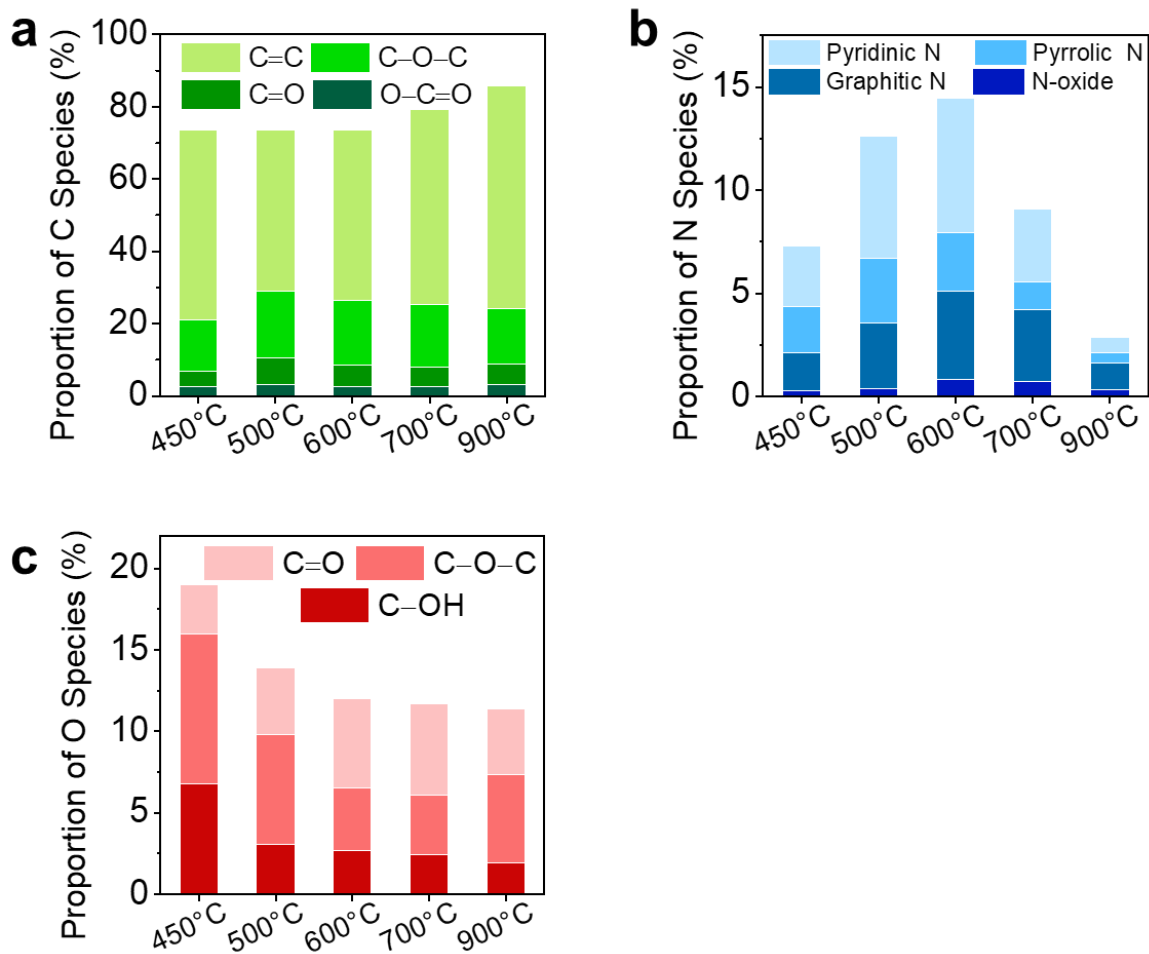 a
Proportion of C Species (%)
100
80
60
40
20
0
C=C
C–O–C
C=O
O–C=O
450°C
500°C
600°C
700°C
900°C
b
Proportion of N Species (%)
15
10
5
0
Pyridinic N
Pyrrolic N
Graphitic N
N-oxide
450°C
500°C
600°C
700°C
900°C
c
Proportion of O Species (%)
20
15
10
5
0
C=O
C–O–C
C–OH
450°C
500°C
600°C
700°C
900°C